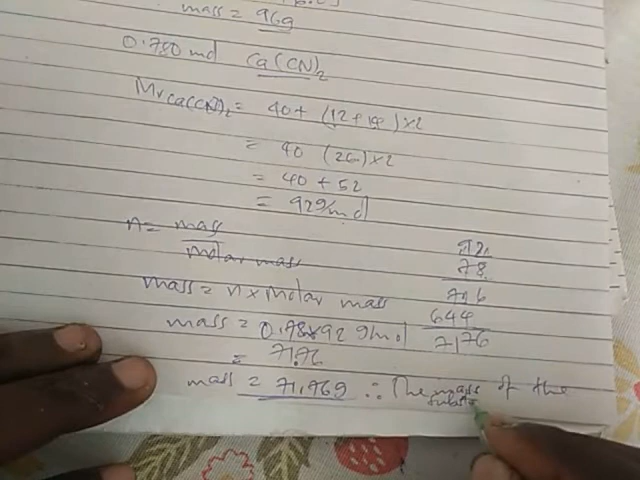 mass = 96g
0.780 mol Ca(CN)2
MrCa(CN)2 = 40+ (12+14)×2
= 40 (26)×2
= 40 + 52
= 92g/mol
n= mass
molar mass
92
78
736
644
7176
mass = n × molar mass
mass = 0.78×92 g/mol
= 71.76
mass = 71.76g ∴ The mass of the